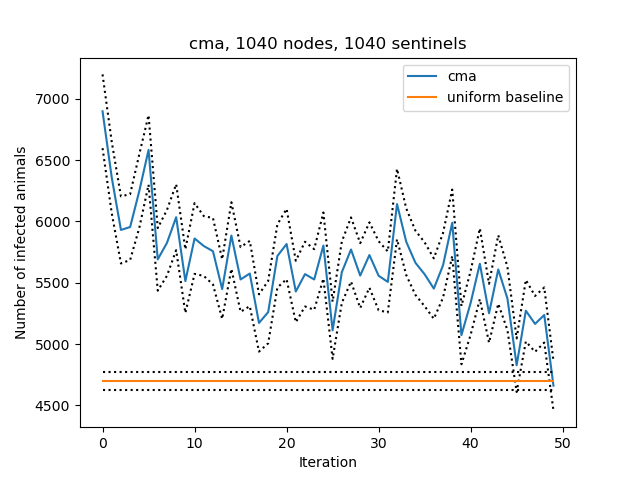 cma, 1040 nodes, 1040 sentinels
cma
uniform baseline
Number of infected animals
7000
6500
6000
5500
5000
4500
0 10 20 30 40 50
Iteration